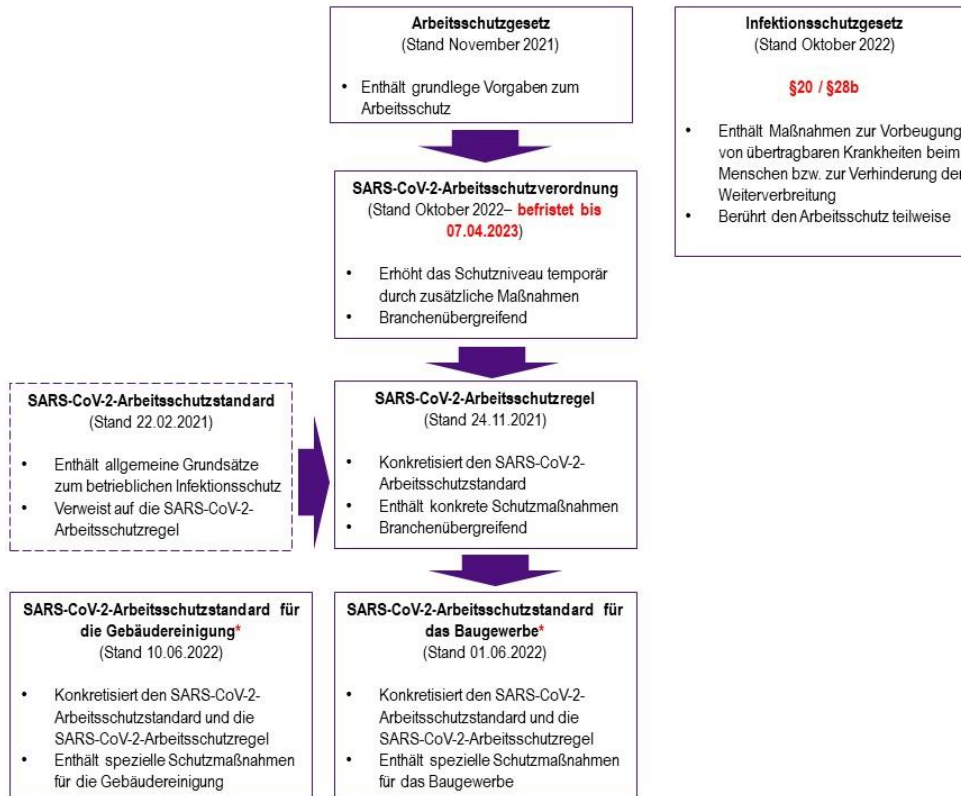 Arbeitsschutzgesetz
(Stand November 2021)
• Enthält grundlege Vorgaben zum
Arbeitsschutz
Infektionsschutzgesetz
(Stand Oktober 2022)
§20 / §28b
• Enthält Maßnahmen zur Vorbeugung
von übertragbaren Krankheiten beim
Menschen bzw. zur Verhinderung der
Weiterverbreitung
• Berührt den Arbeitsschutz teilweise
SARS-CoV-2-Arbeitsschutzverordnung
(Stand Oktober 2022– befristet bis
07.04.2023)
• Erhöht das Schutzniveau temporär
durch zusätzliche Maßnahmen
• Branchenübergreifend
SARS-CoV-2-Arbeitsschutzstandard
(Stand 22.02.2021)
• Enthält allgemeine Grundsätze
zum betrieblichen Infektionsschutz
• Verweist auf die SARS-CoV-2-
Arbeitsschutzregel
SARS-CoV-2-Arbeitsschutzregel
(Stand 24.11.2021)
• Konkretisiert den SARS-CoV-2-
Arbeitsschutzstandard
• Enthält konkrete Schutzmaßnahmen
• Branchenübergreifend
SARS-CoV-2-Arbeitsschutzstandard für
die Gebäudereinigung*
(Stand 10.06.2022)
• Konkretisiert den SARS-CoV-2-
Arbeitsschutzstandard und die
SARS-CoV-2-Arbeitsschutzregel
• Enthält spezielle Schutzmaßnahmen
für die Gebäudereinigung
SARS-CoV-2-Arbeitsschutzstandard für
das Baugewerbe*
(Stand 01.06.2022)
• Konkretisiert den SARS-CoV-2-
Arbeitsschutzstandard und die
SARS-CoV-2-Arbeitsschutzregel
• Enthält spezielle Schutzmaßnahmen
für das Baugewerbe